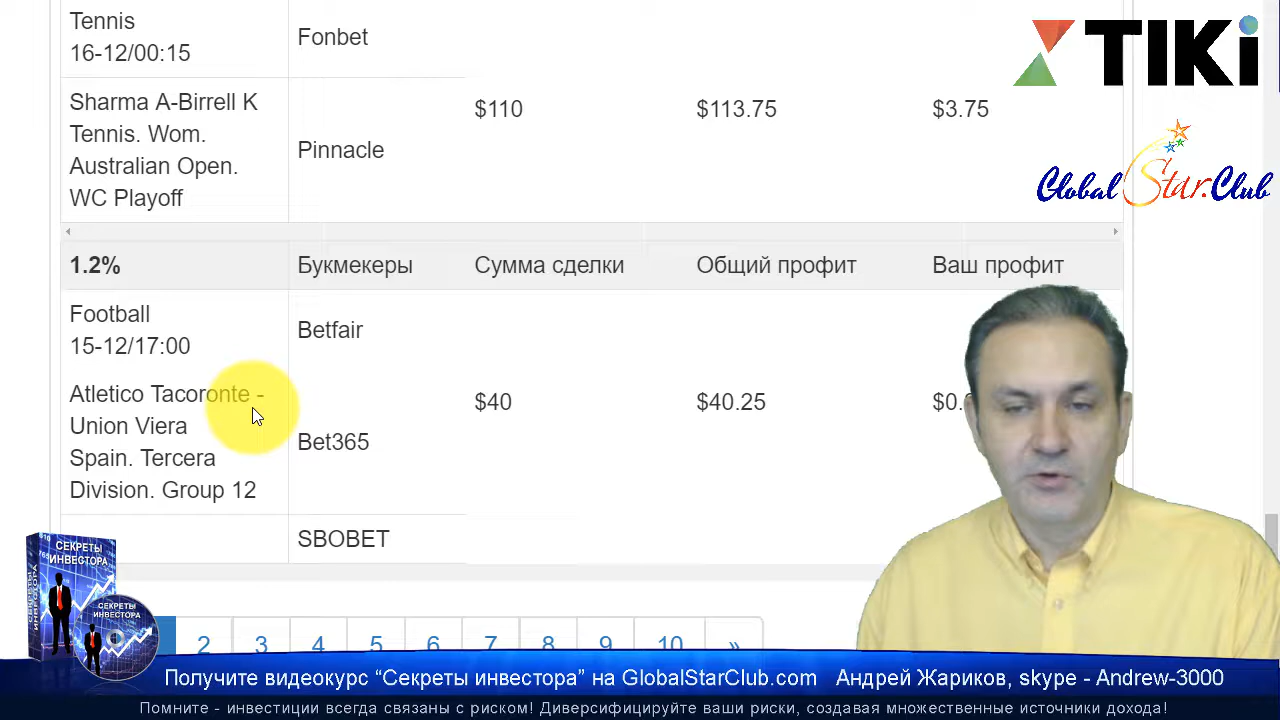 Tennis
16-12/00:15
Fonbet
Sharma A-Birrell K
Tennis. Wom.
Australian Open.
WC Playoff
Pinnacle
$110
$113.75
$3.75
TIKi
Global Star.Club
1.2%
Букмекеры
Сумма сделки
Общий профит
Ваш профит
Football
15-12/17:00
Betfair
Atletico Tacoronte -
Union Viera
Spain. Tercera
Division. Group 12
Bet365
$40
$40.25
$0.
SBOBET
СЕКРЕТЫ
ИНВЕСТОРА
СЕКРЕТЫ
ИНВЕСТОРА
2 3 4 5 6 7 8 9 10 »
Получите видеокурс “Секреты инвестора” на GlobalStarClub.com Андрей Жариков, skype - Andrew-3000
Помните - инвестиции всегда связаны с риском! Диверсифицируйте ваши риски, создавая множественные источники дохода!